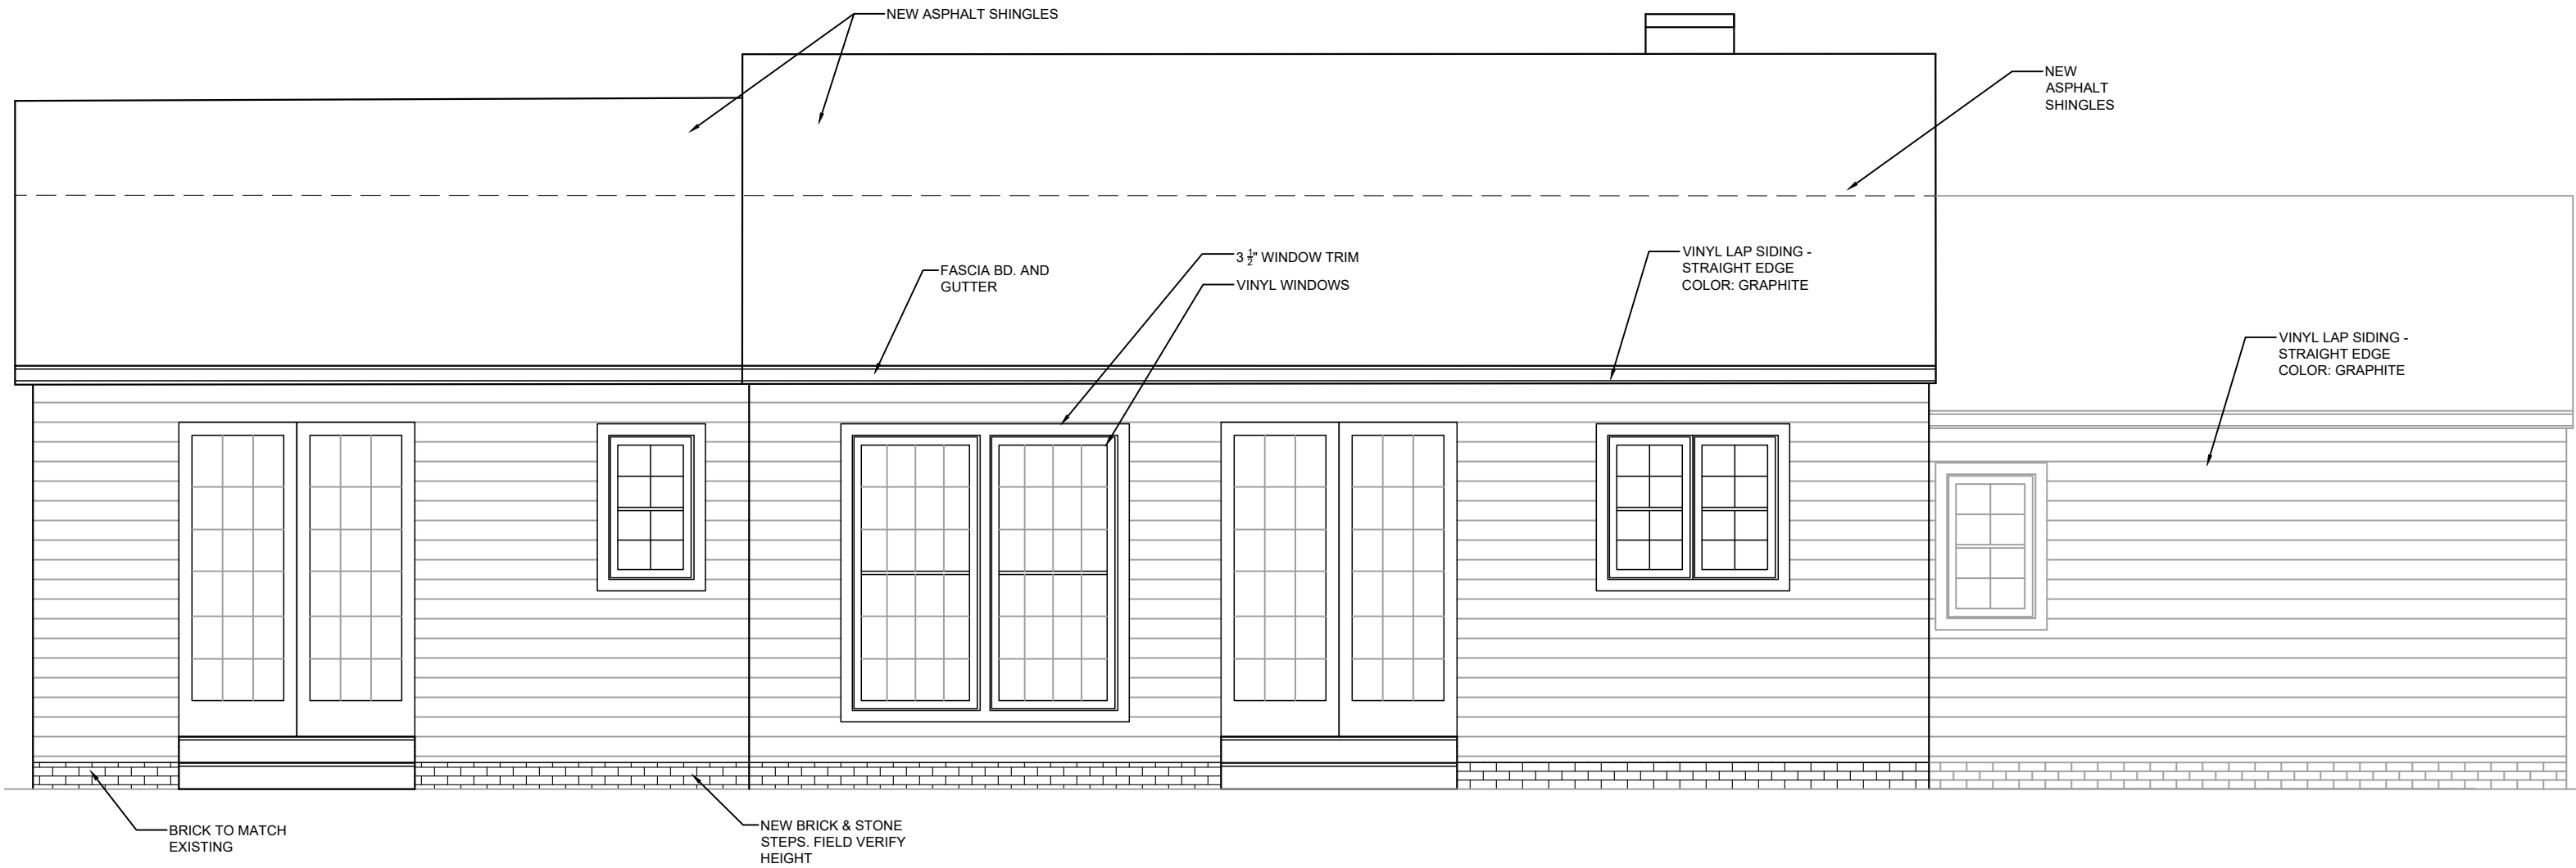 NEW ASPHALT SHINGLES
NEW
ASPHALT
SHINGLES
FASCIA BD. AND
GUTTER
3 1/2" WINDOW TRIM
VINYL WINDOWS
VINYL LAP SIDING -
STRAIGHT EDGE
COLOR: GRAPHITE
VINYL LAP SIDING -
STRAIGHT EDGE
COLOR: GRAPHITE
BRICK TO MATCH
EXISTING
NEW BRICK & STONE
STEPS. FIELD VERIFY
HEIGHT